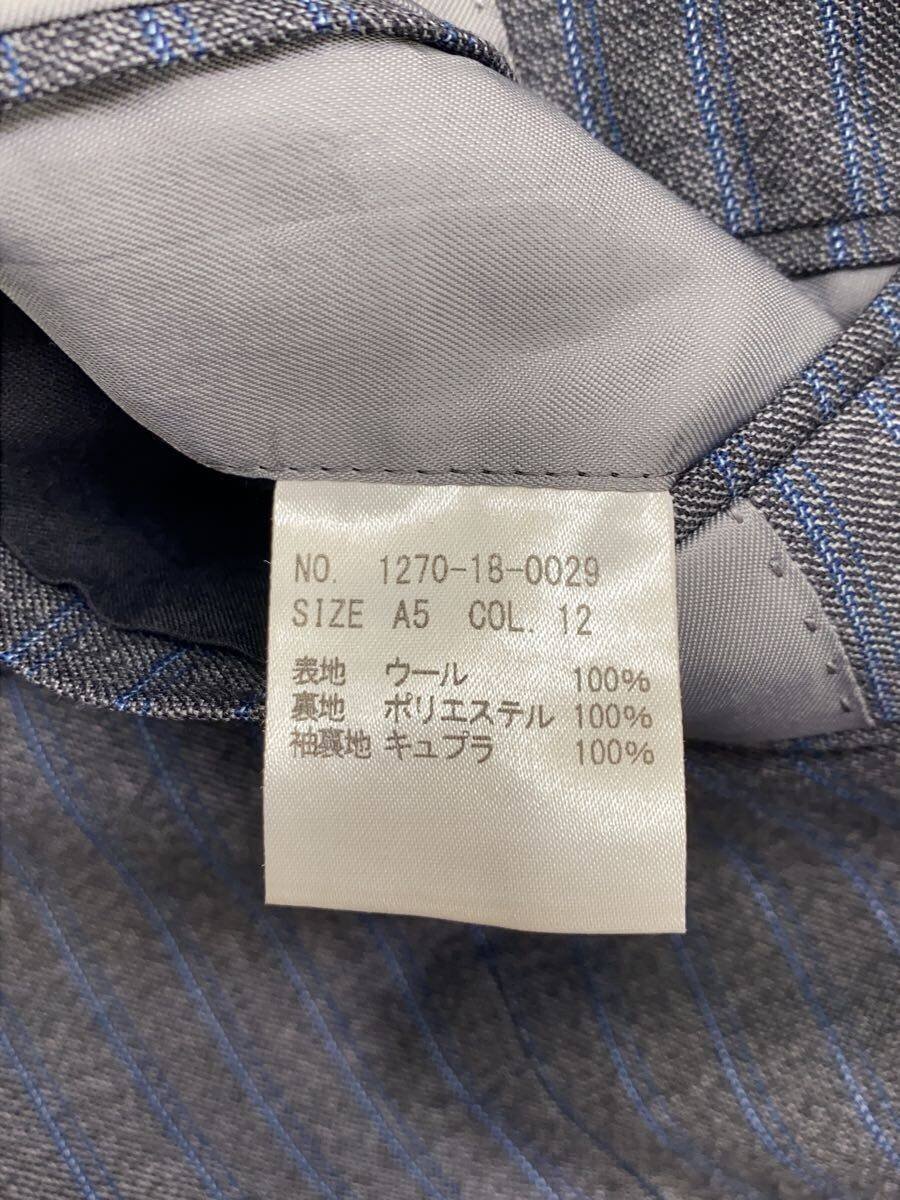 NO. 1270-18-0029
SIZE A5 COL. 12
表地 ウール 100%
裏地 ポリエステル 100%
袖裏地 キュプラ 100%